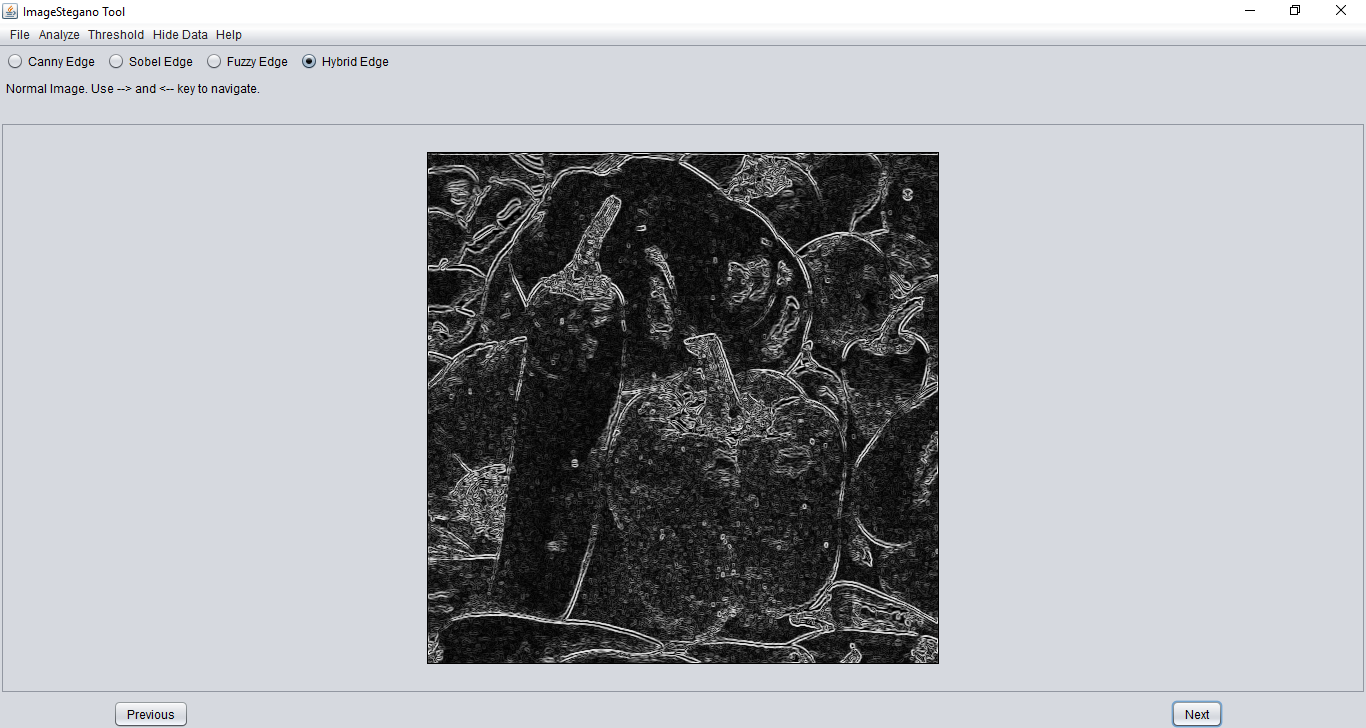 ImageStegano Tool
File Analyze Threshold Hide Data Help
Canny Edge Sobel Edge Fuzzy Edge Hybrid Edge
Normal Image. Use --> and <-- key to navigate.
Previous Next